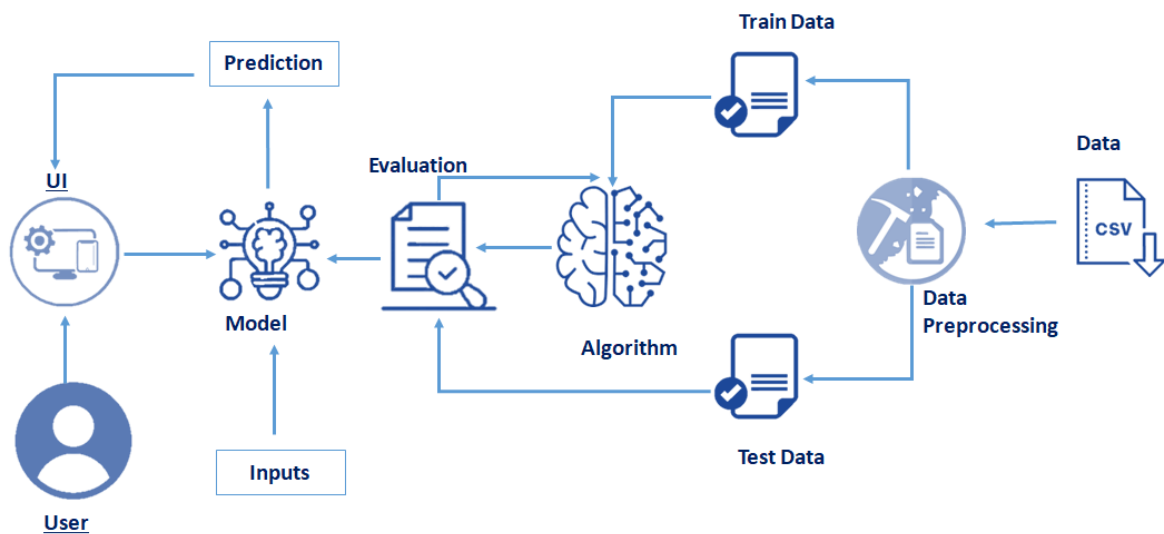 Train Data
Prediction
Data
Evaluation
UI
CSV
Model
Data
Preprocessing
Algorithm
Inputs
Test Data
User